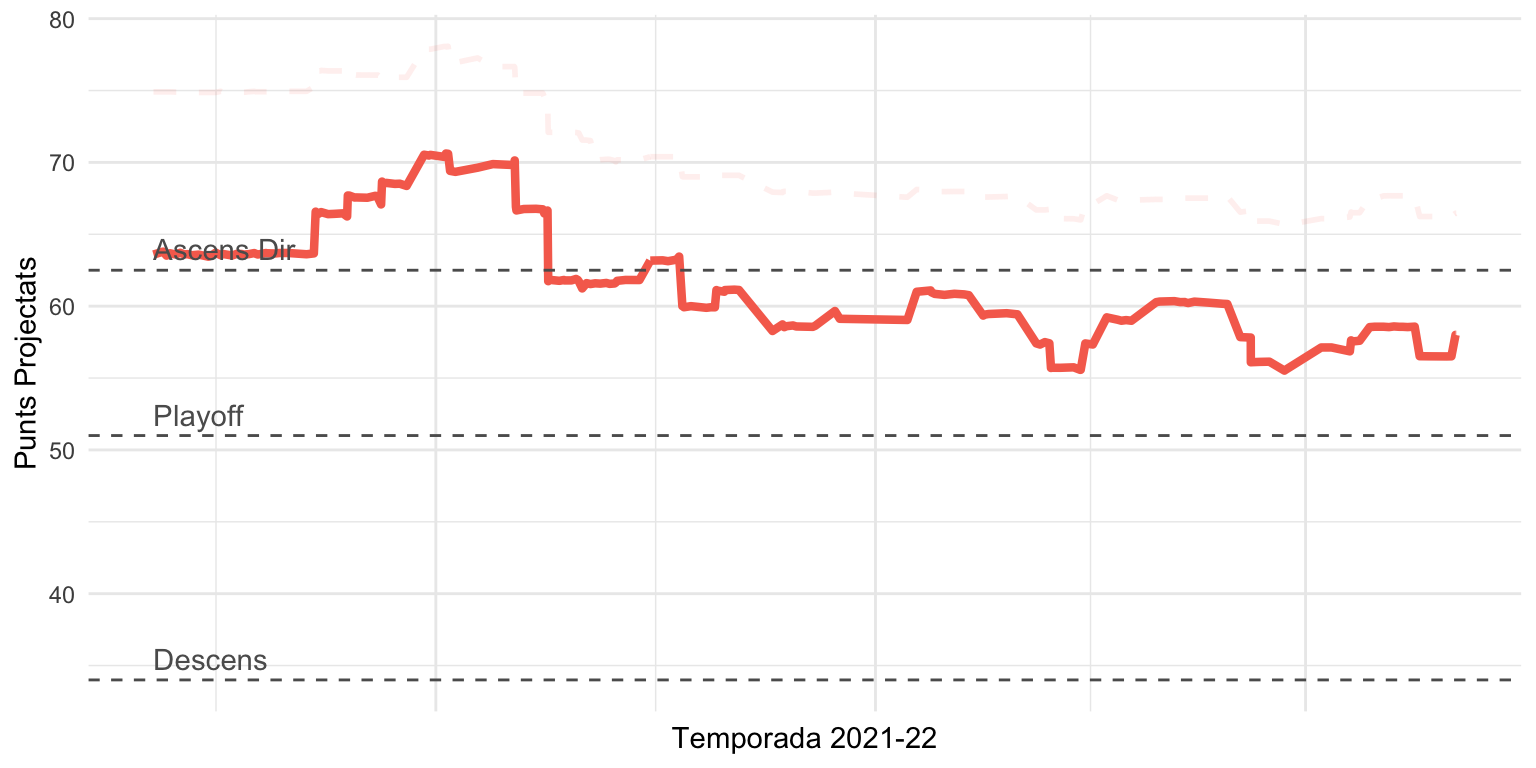 80
70
60
50
40
Punts Projectats
Ascens Dir
Playoff
Descens
Temporada 2021-22